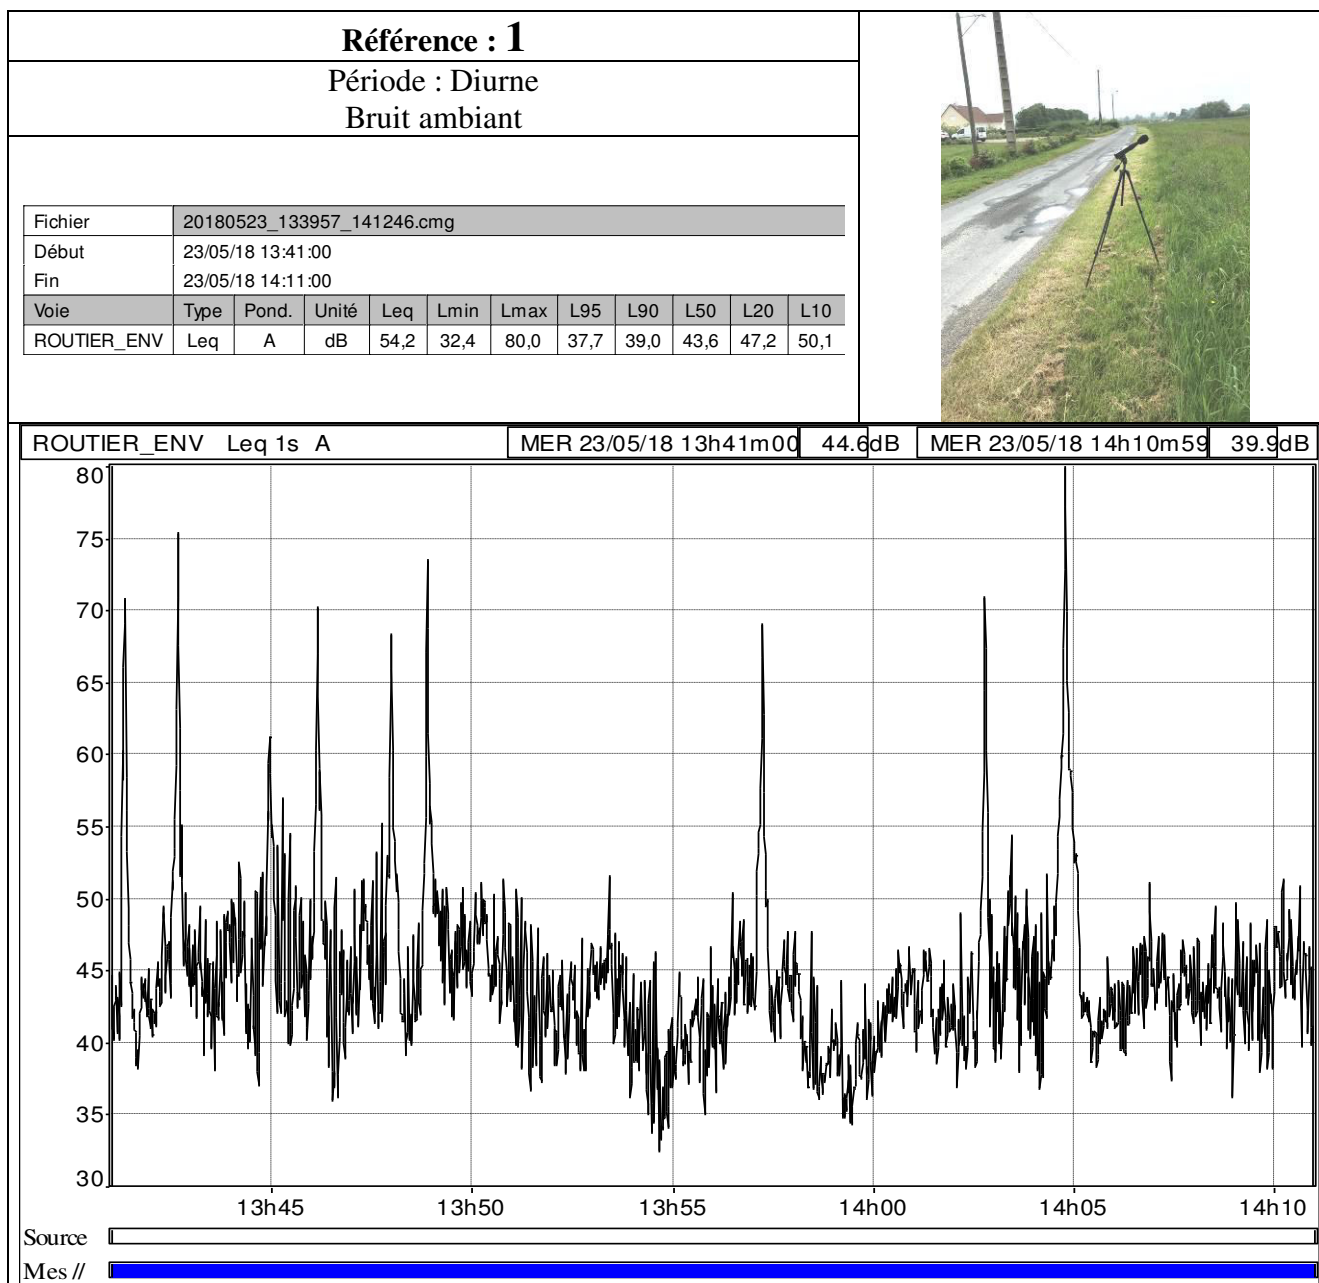 Référence : 1
Période : Diurne
Bruit ambiant
Fichier 20180523_133957_141246.cmg
Début 23/05/18 13:41:00
Fin 23/05/18 14:11:00
Voie Type Pond. Unité Leq Lmin Lmax L95 L90 L50 L20 L10
ROUTIER_ENV Leq A dB 54,2 32,4 80,0 37,7 39,0 43,6 47,2 50,1
ROUTIER_ENV Leq 1s A MER 23/05/18 13h41m00 44.6dB MER 23/05/18 14h10m59 39.9dB
80
75
70
65
60
55
50
45
40
35
30
13h45 13h50 13h55 14h00 14h05 14h10
Source
Mes //